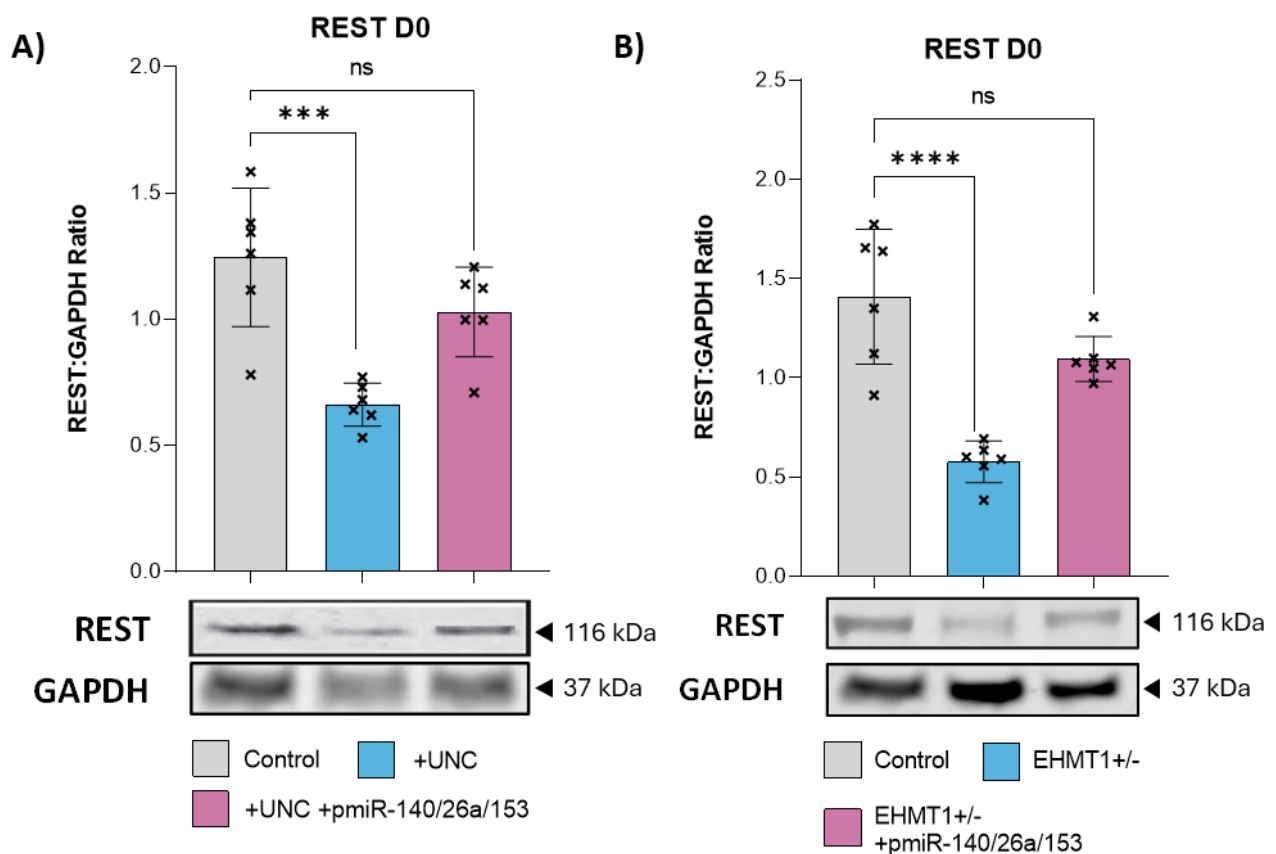 A)
REST D0
ns
***
2.0
1.5
1.0
0.5
0.0
REST:GAPDH Ratio
REST
116 kDa
GAPDH
37 kDa
Control
+UNC
+UNC +pmiR-140/26a/153
B)
REST D0
ns
****
2.5
2.0
1.5
1.0
0.5
0.0
REST:GAPDH Ratio
REST
116 kDa
GAPDH
37 kDa
Control
EHMT1+/-
EHMT1+/-
+pmiR-140/26a/153